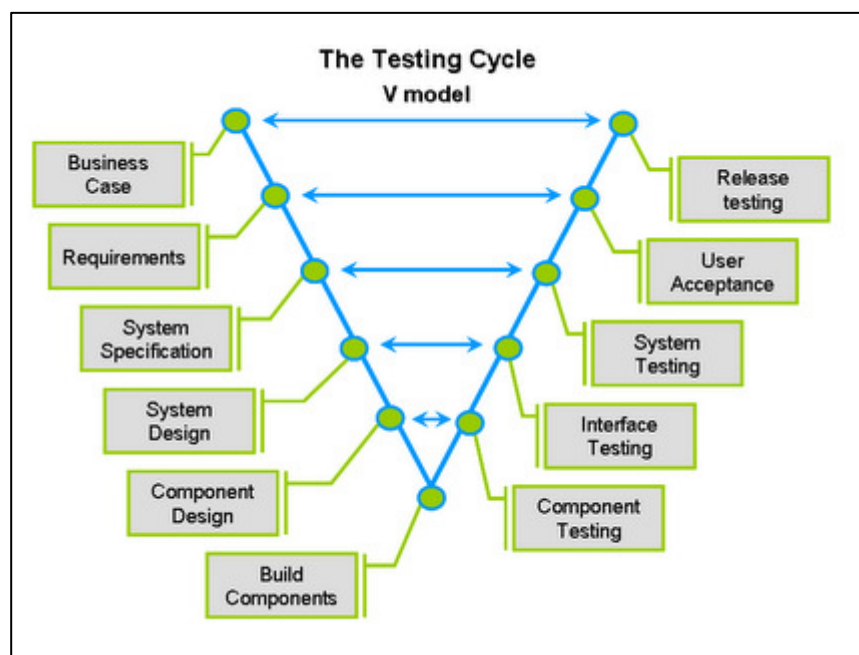 The Testing Cycle
V model
Business
Case
Requirements
System
Specification
System
Design
Component
Design
Build
Components
Release
testing
User
Acceptance
System
Testing
Interface
Testing
Component
Testing